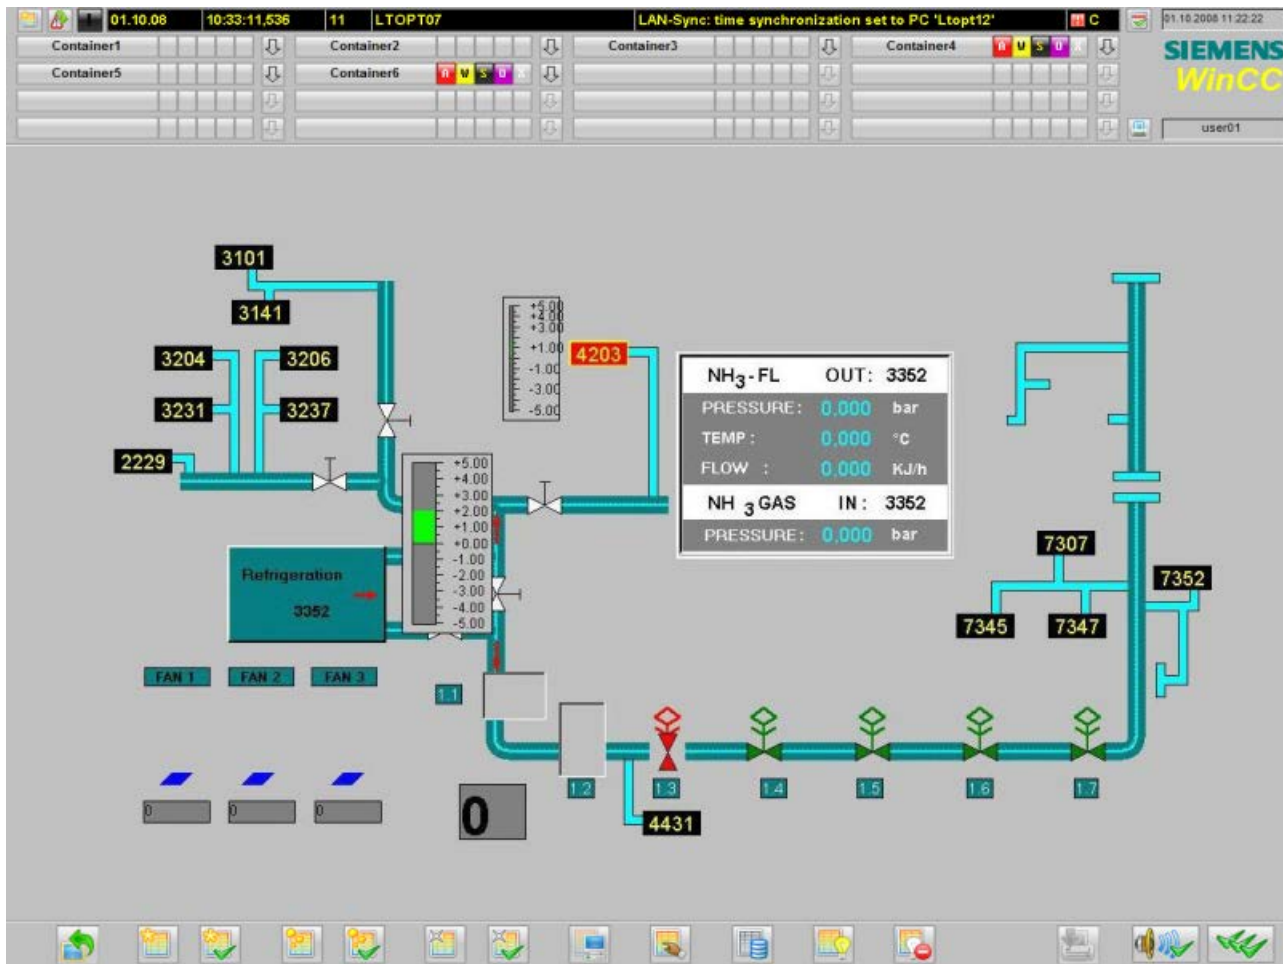 01.10.08 10:33:11,536 11 LTOPT07 LAN-Sync: time synchronization set to PC 'Ltopt12' C 01.10.2008 11:22:22
Container1 Container2 Container3 Container4 A W S O X
SIEMENS
Container5 Container6 A W S O X
WinCC
user01
3101
3141
3204 3206
3231 3237
2229
+5.00
+4.00
+3.00
+1.00
-1.00
-3.00
-5.00
4203
NH3-FL OUT: 3352
PRESSURE: 0,000 bar
TEMP : 0,000 °C
FLOW : 0,000 KJ/h
NH 3 GAS IN : 3352
PRESSURE: 0,000 bar
+5.00
+4.00
+3.00
+2.00
+1.00
+0.00
-1.00
-2.00
-3.00
-4.00
-5.00
Refrigeration
3352
7307
7352
7345 7347
FAN 1 FAN 2 FAN 3
1.1
1.2 1.3 1.4 1.5 1.6 1.7
0 0 0
0
4431